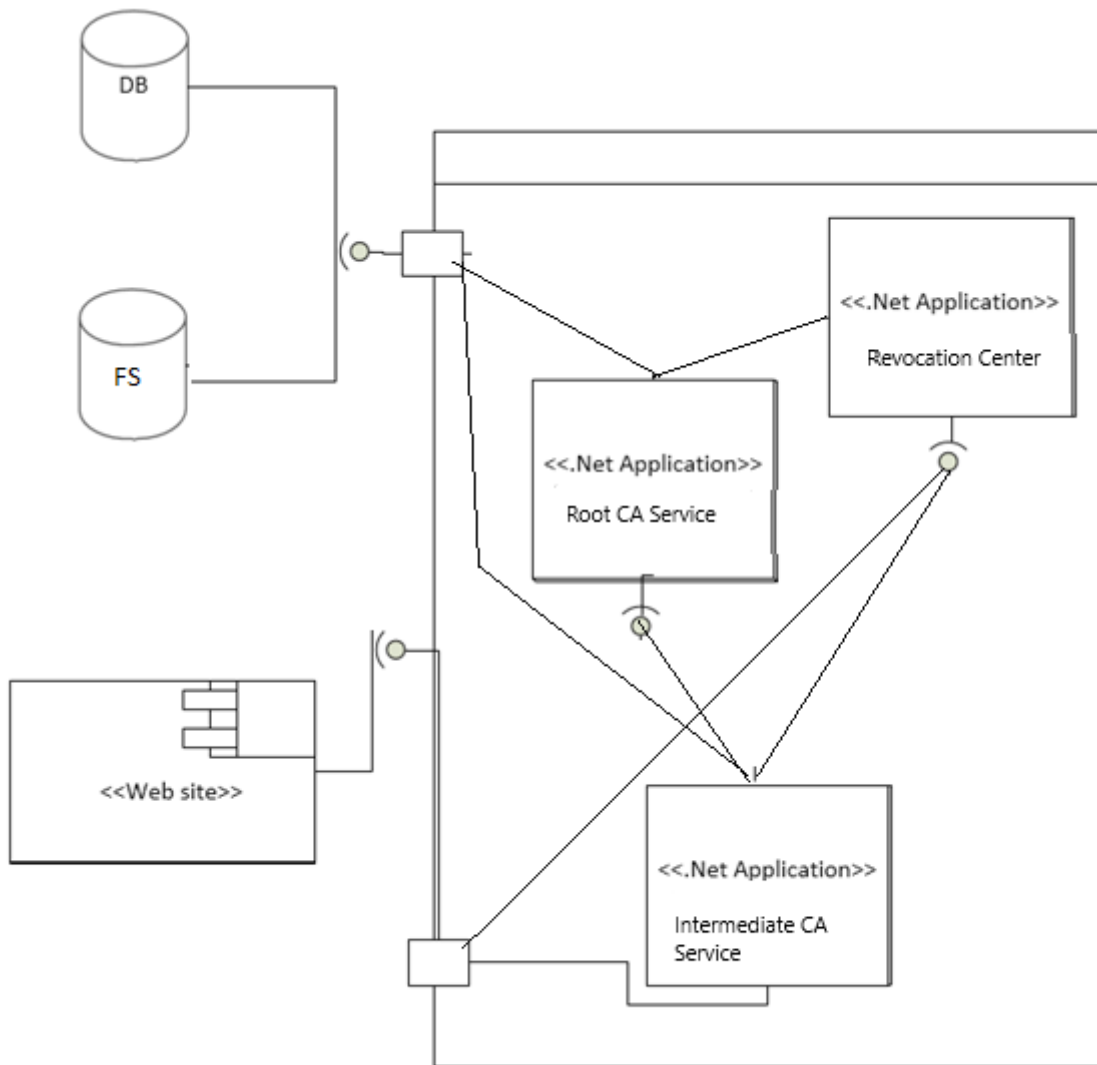 DB
<<.Net Application>>
Revocation Center
FS
<<.Net Application>>
Root CA Service
<<Web site>>
<<.Net Application>>
Intermediate CA
Service